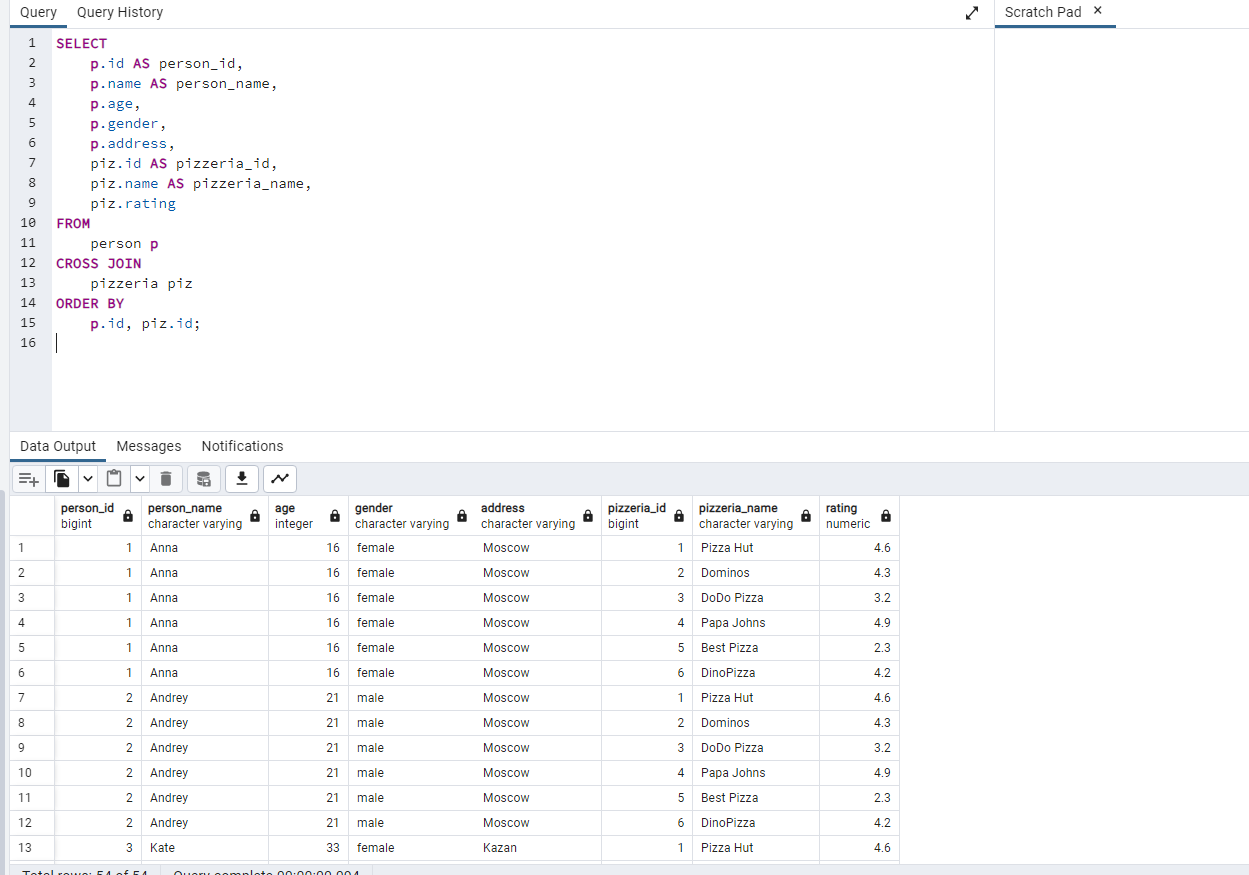 Query Query History Scratch Pad ×
1 SELECT
2 p.id AS person_id,
3 p.name AS person_name,
4 p.age,
5 p.gender,
6 p.address,
7 piz.id AS pizzeria_id,
8 piz.name AS pizzeria_name,
9 piz.rating
10 FROM
11 person p
12 CROSS JOIN
13 pizzeria piz
14 ORDER BY
15 p.id, piz.id;
16
Data Output Messages Notifications
person_id person_name age gender address pizzeria_id pizzeria_name rating
bigint character varying integer character varying character varying bigint character varying numeric
1 1 Anna 16 female Moscow 1 Pizza Hut 4.6
2 1 Anna 16 female Moscow 2 Dominos 4.3
3 1 Anna 16 female Moscow 3 DoDo Pizza 3.2
4 1 Anna 16 female Moscow 4 Papa Johns 4.9
5 1 Anna 16 female Moscow 5 Best Pizza 2.3
6 1 Anna 16 female Moscow 6 DinoPizza 4.2
7 2 Andrey 21 male Moscow 1 Pizza Hut 4.6
8 2 Andrey 21 male Moscow 2 Dominos 4.3
9 2 Andrey 21 male Moscow 3 DoDo Pizza 3.2
10 2 Andrey 21 male Moscow 4 Papa Johns 4.9
11 2 Andrey 21 male Moscow 5 Best Pizza 2.3
12 2 Andrey 21 male Moscow 6 DinoPizza 4.2
13 3 Kate 33 female Kazan 1 Pizza Hut 4.6
Total rows: 54 of 54 Query complete 00:00:00.094